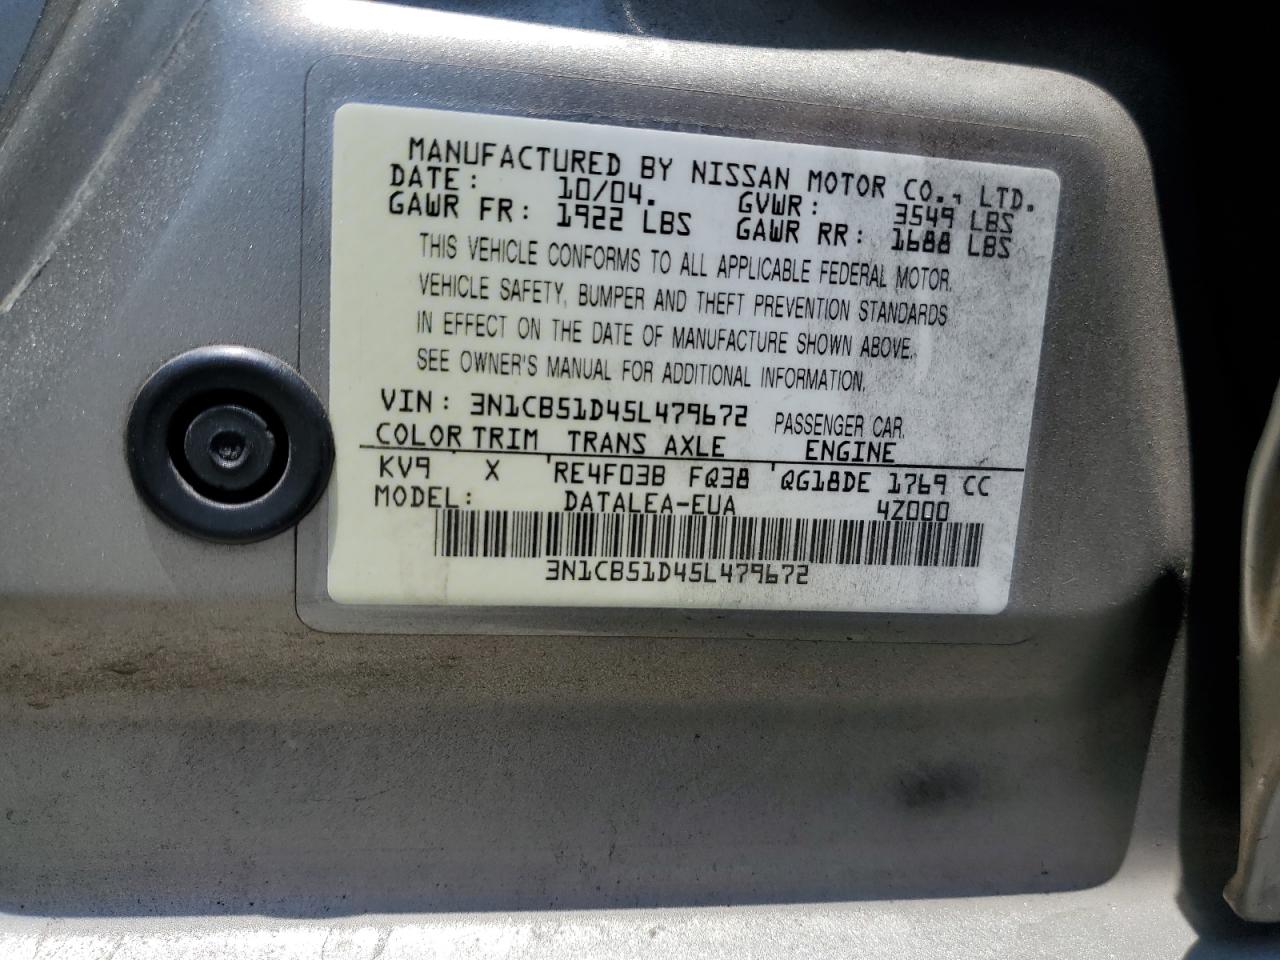 MANUFACTURED BY NISSAN MOTOR CO., LTD.
DATE: 10/04. GVWR: 3549 LBS
GAWR FR: 1922 LBS GAWR RR: 1688 LBS
THIS VEHICLE CONFORMS TO ALL APPLICABLE FEDERAL MOTOR
VEHICLE SAFETY, BUMPER AND THEFT PREVENTION STANDARDS
IN EFFECT ON THE DATE OF MANUFACTURE SHOWN ABOVE.
SEE OWNER'S MANUAL FOR ADDITIONAL INFORMATION.
VIN: 3N1CB51D45L479672 PASSENGER CAR.
COLOR TRIM TRANS AXLE ENGINE
KV9 X RE4F03B FQ38 QG18DE 1769 CC
MODEL: DATALEA-EUA 4Z000
3N1CB51D45L479672